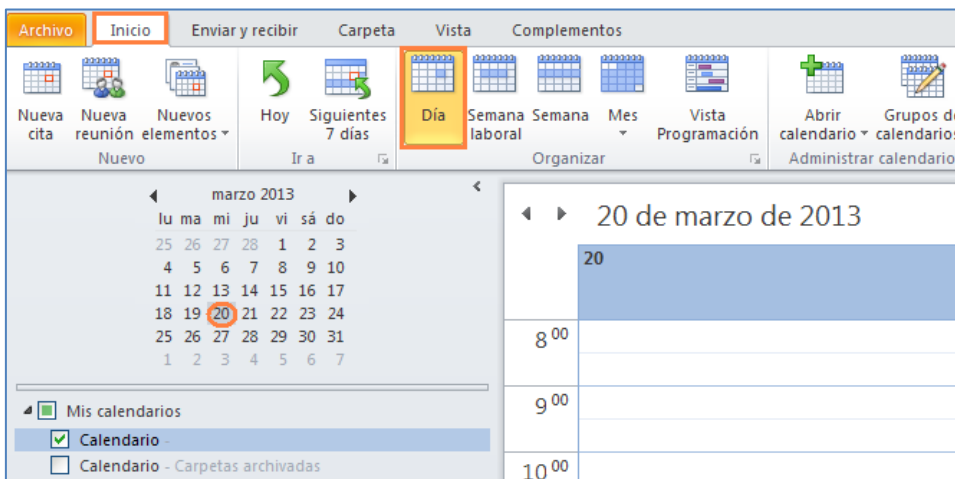 Archivo Inicio Enviar y recibir Carpeta Vista Complementos
Nueva cita
Nueva reunión
Nuevos elementos
Hoy
Siguientes 7 días
Día
Semana laboral
Semana
Mes
Vista Programación
Abrir calendario
Grupos de calendarios
Nuevo Ir a Organizar Administrar calendario
marzo 2013
lu ma mi ju vi sá do
25 26 27 28 1 2 3
4 5 6 7 8 9 10
11 12 13 14 15 16 17
18 19 20 21 22 23 24
25 26 27 28 29 30 31
1 2 3 4 5 6 7
Mis calendarios
Calendario -
Calendario - Carpetas archivadas
20 de marzo de 2013
20
8 00
9 00
10 00